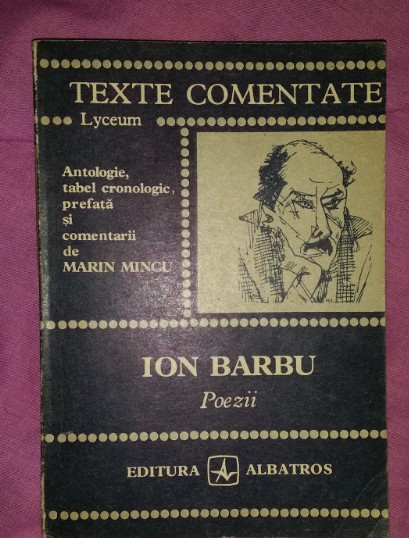 TEXTE COMENTATE
Lyceum
Antologie,
tabel cronologic,
prefață
și
comentarii
de
MARIN MINCU
ION BARBU
Poezii
EDITURA ALBATROS